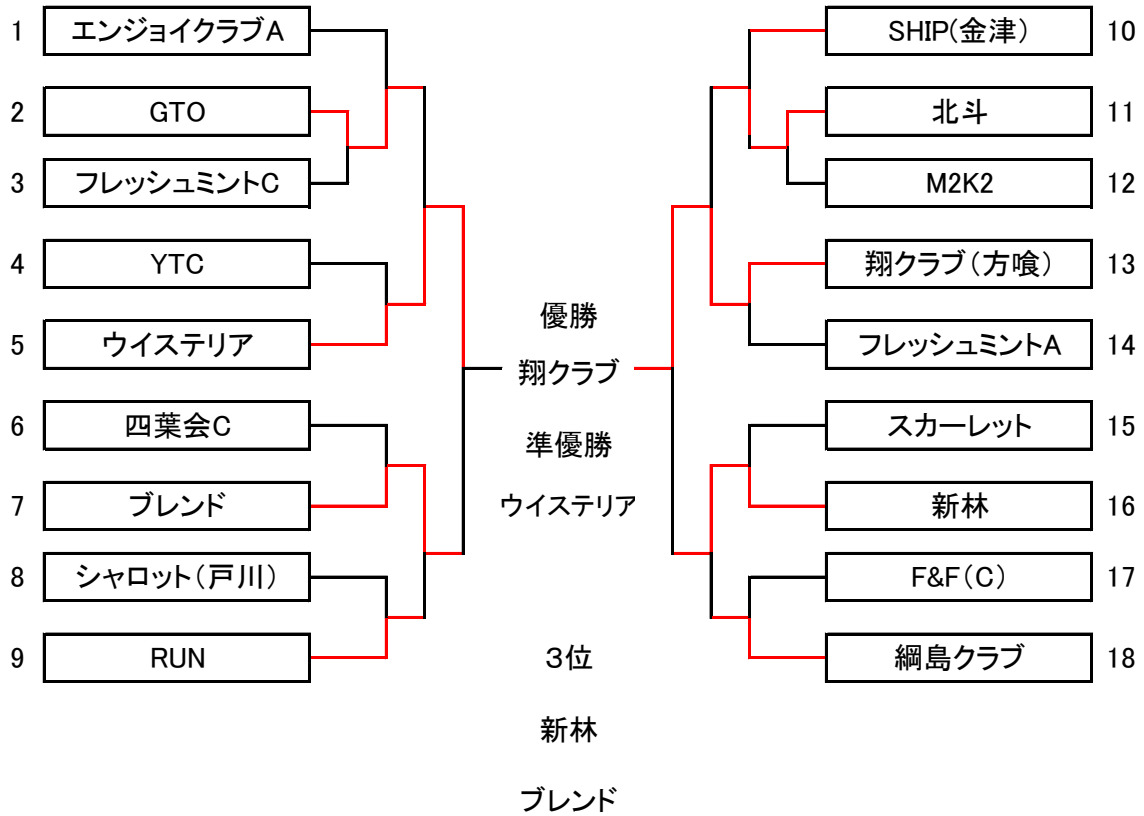 1 エンジョイクラブA
2 GTO
3 フレッシュミントC
4 YTC
5 ウイステリア
6 四葉会C
7 ブレンド
8 シャロット（戸川）
9 RUN
優勝
翔クラブ
準優勝
ウイステリア
３位
新林
ブレンド
SHIP(金津） 10
北斗 11
M2K2 12
翔クラブ（方喰） 13
フレッシュミントA 14
スカーレット 15
新林 16
F&F（C） 17
綱島クラブ 18